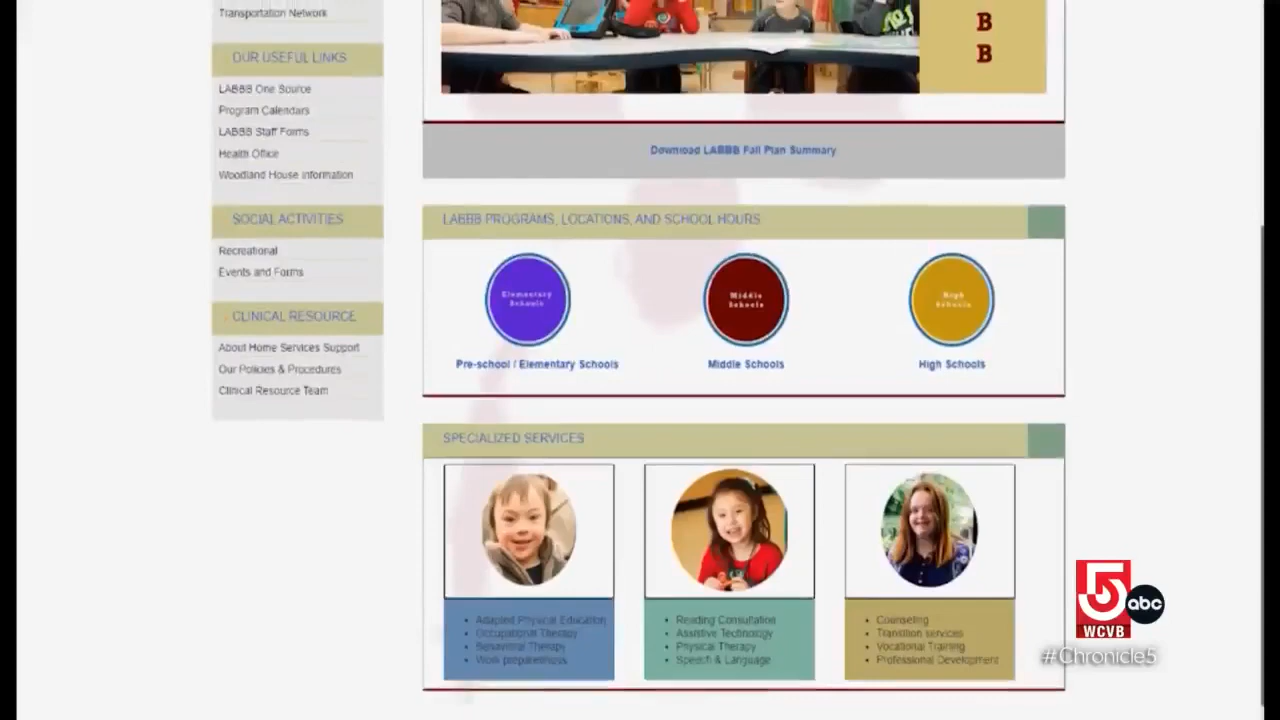 Transportation Network
OUR USEFUL LINKS
LABBB One Source
Program Calendars
LABBB Staff Forms
Health Office
Woodland House Information
SOCIAL ACTIVITIES
Recreational
Events and Forms
CLINICAL RESOURCE
About Home Services Support
Our Policies & Procedures
Clinical Resource Team
B
B
Download LABBB Fall Plan Summary
LABBB PROGRAMS, LOCATIONS, AND SCHOOL HOURS
Elementary
Schools
Middle
Schools
High
Schools
Pre-school / Elementary Schools
Middle Schools
High Schools
SPECIALIZED SERVICES
• Adapted Physical Education
• Occupational Therapy
• Behavioral Therapy
• Work preparedness
• Reading Consultation
• Assistive Technology
• Physical Therapy
• Speech & Language
• Counseling
• Transition services
• Vocational Training
• Professional Development
5
abc
WCVB
#Chronicle5